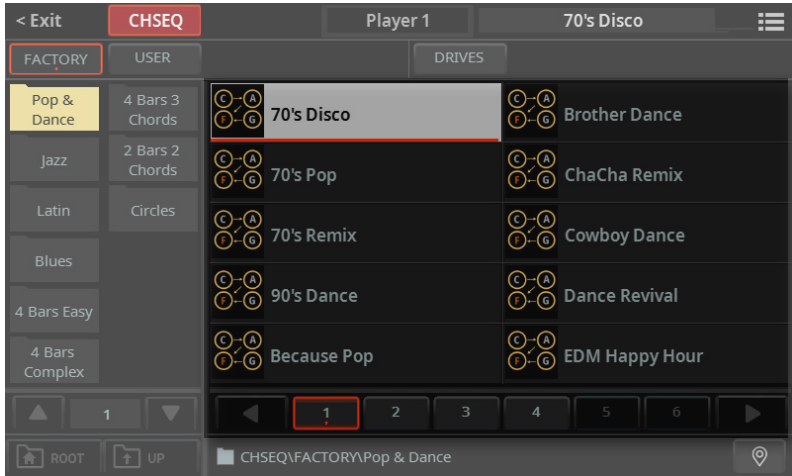 < Exit
CHSEQ
Player 1
70's Disco
FACTORY
USER
DRIVES
Pop &
Dance
4 Bars 3
Chords
Jazz
2 Bars 2
Chords
Latin
Circles
Blues
4 Bars Easy
4 Bars
Complex
C A
F G
70's Disco
C A
F G
Brother Dance
C A
F G
70's Pop
C A
F G
ChaCha Remix
C A
F G
70's Remix
C A
F G
Cowboy Dance
C A
F G
90's Dance
C A
F G
Dance Revival
C A
F G
Because Pop
C A
F G
EDM Happy Hour
1
1 2 3 4 5 6
ROOT
UP
CHSEQ\FACTORY\Pop & Dance